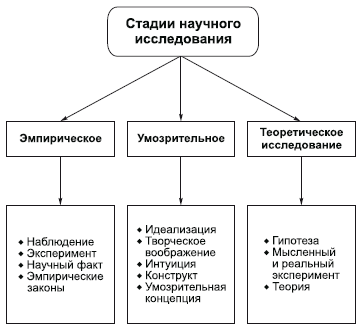 Стадии научного
исследования
Эмпирическое
Умозрительное
Теоретическое
исследование
◆ Наблюдение
◆ Эксперимент
◆ Научный факт
◆ Эмпирические
законы
◆ Идеализация
◆ Творческое
воображение
◆ Интуиция
◆ Конструкт
◆ Умозрительная
концепция
◆ Гипотеза
◆ Мысленный
и реальный
эксперимент
◆ Теория